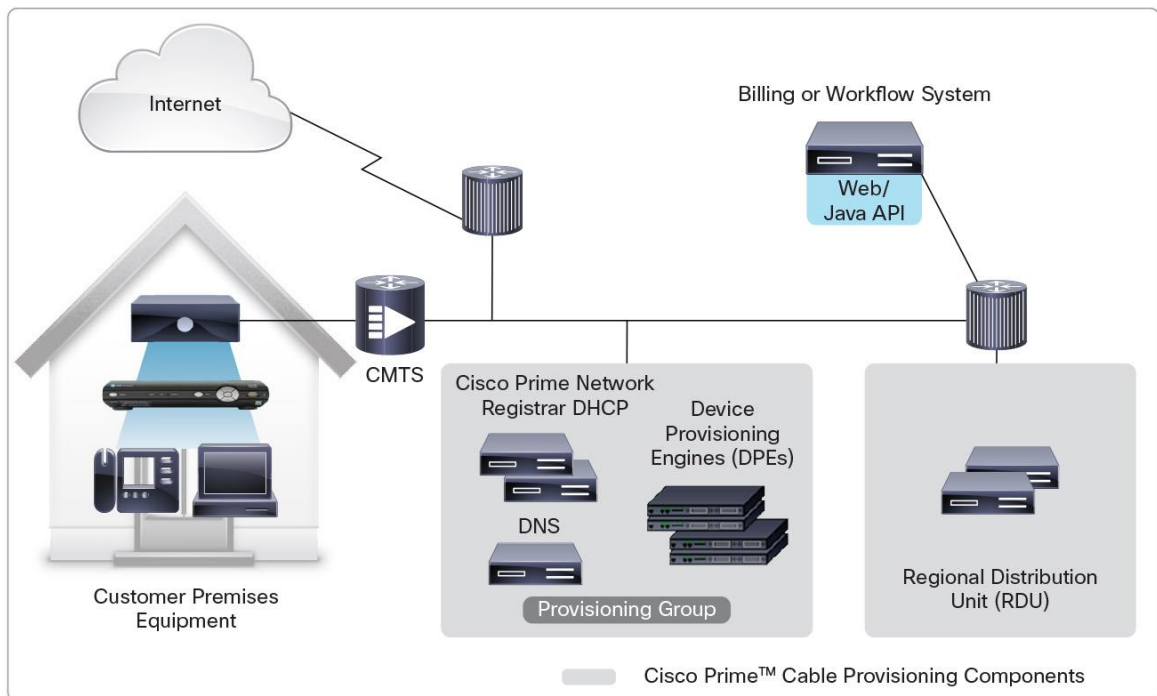 Internet
Billing or Workflow System
Web/
Java API
CMTS
Cisco Prime Network
Registrar DHCP
Device
Provisioning
Engines (DPEs)
DNS
Provisioning Group
Regional Distribution
Unit (RDU)
Customer Premises
Equipment
Cisco Prime™ Cable Provisioning Components